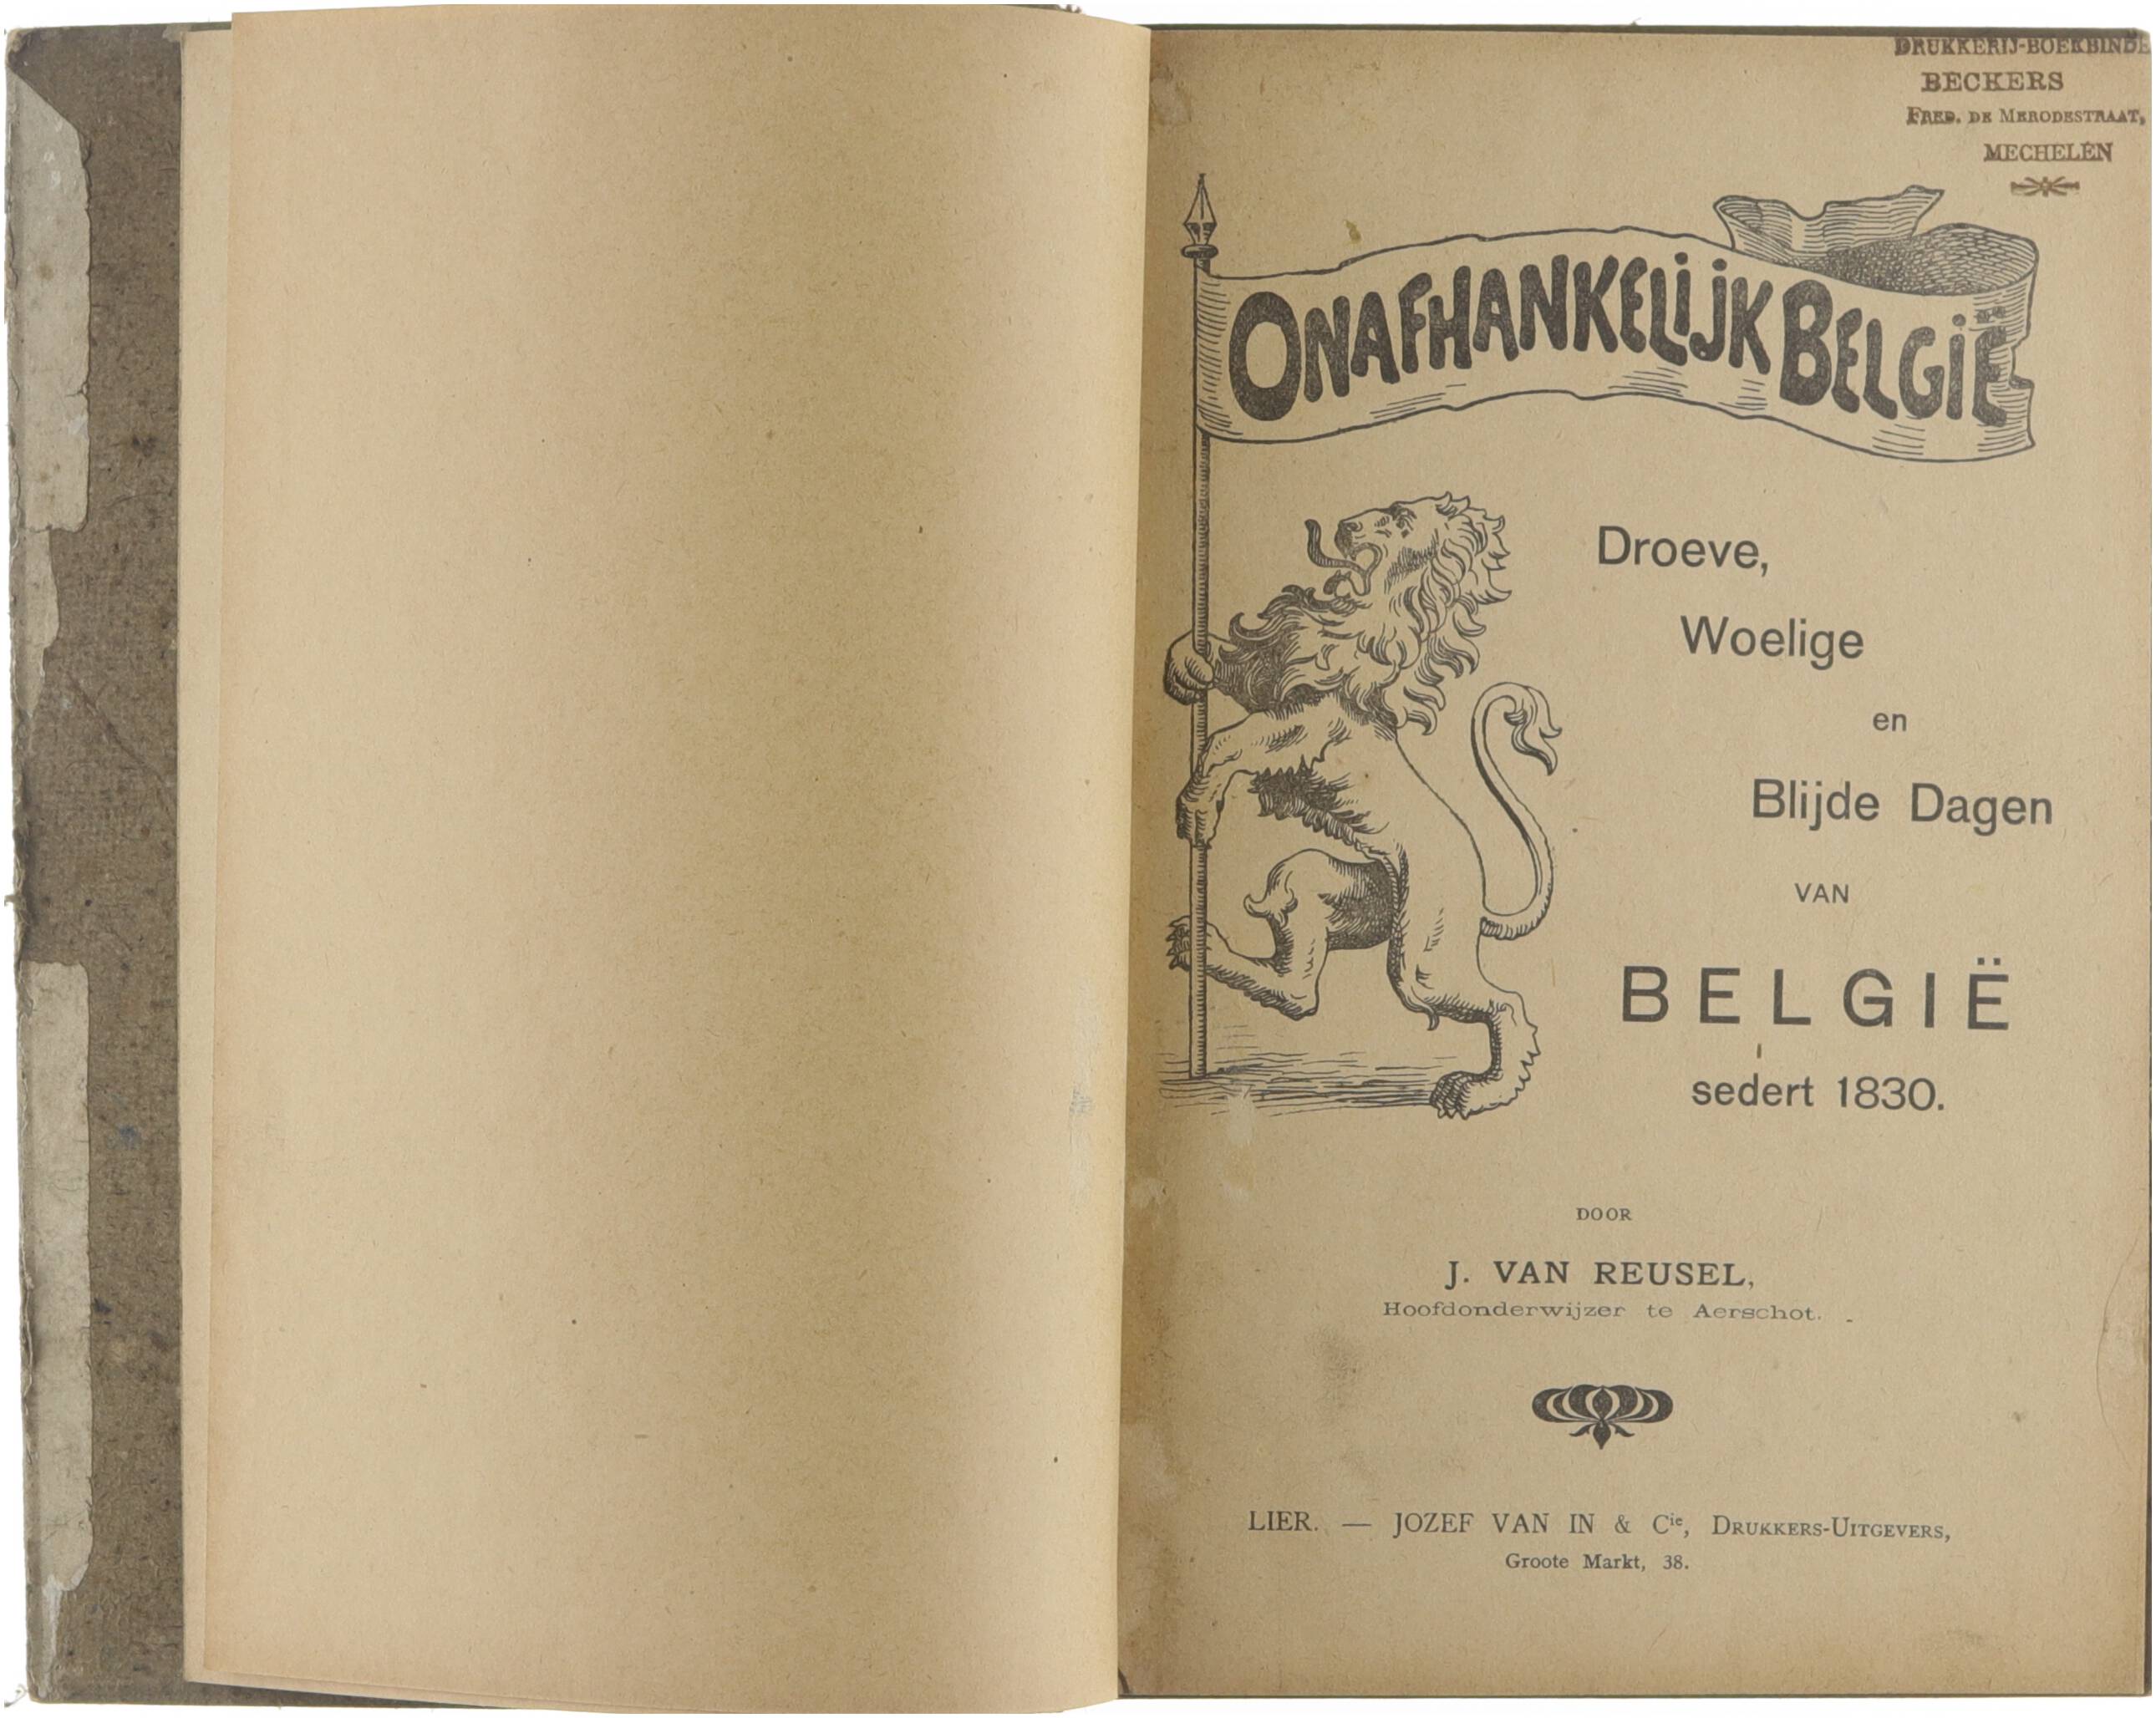 DRUKKERIJ-BOEKBINDE
BECKERS
FRED. DE MERODESTRAAT,
MECHELEN
ONAFHANKELIJK BELGIË
Droeve,
Woelige
en
Blijde Dagen
VAN
BELGIË
sedert 1830.
DOOR
J. VAN REUSEL,
Hoofdonderwijzer te Aerschot.
LIER. — JOZEF VAN IN & Cie, DRUKKERS-UITGEVERS,
Groote Markt, 38.